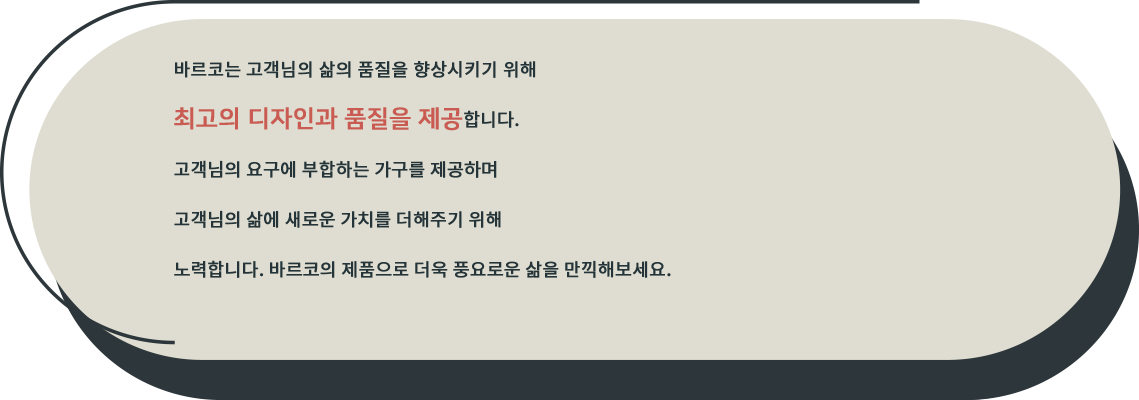 바르코는 고객님의 삶의 품질을 향상시키기 위해
최고의 디자인과 품질을 제공합니다.
고객님의 요구에 부합하는 가구를 제공하며
고객님의 삶에 새로운 가치를 더해주기 위해
노력합니다. 바르코의 제품으로 더욱 풍요로운 삶을 만끽해보세요.